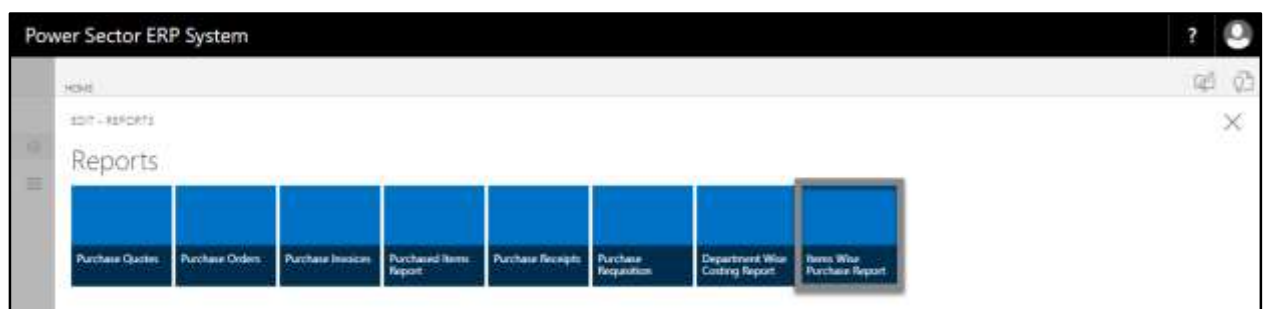 Power Sector ERP System ?
HOME
EDIT - REPORTS
Reports
Purchase Quotes
Purchase Orders
Purchase Invoices
Purchased Items
Report
Purchase Receipts
Purchase
Requisition
Department Wise
Costing Report
Items Wise
Purchase Report